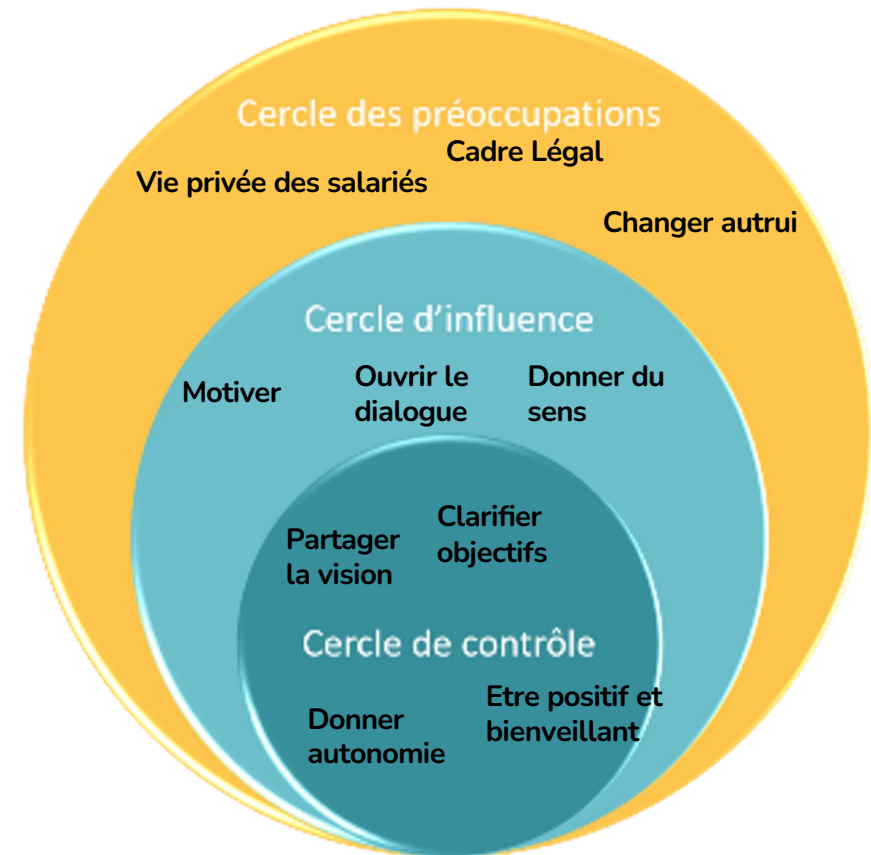 Cercle des préoccupations
Cadre Légal
Vie privée des salariés
Changer autrui
Cercle d'influence
Motiver
Ouvrir le
dialogue
Donner du
sens
Clarifier
objectifs
Partager
la vision
Cercle de contrôle
Etre positif et
bienveillant
Donner
autonomie